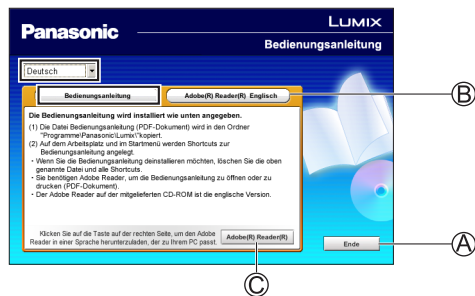 Panasonic
LUMIX
Bedienungsanleitung
Deutsch
Bedienungsanleitung
Adobe(R) Reader(R) Englisch
B
Die Bedienungsanleitung wird installiert wie unten angegeben.
(1) Die Datei Bedienungsanleitung (PDF-Dokument) wird in den Ordner
"Programme\Panasonic\Lumix\"kopiert.
(2) Auf dem Arbeitsplatz und im Startmenü werden Shortcuts zur
Bedienungsanleitung angelegt.
· Wenn Sie die Bedienungsanleitung deinstallieren möchten, löschen Sie die oben
genannte Datei und alle Shortcuts.
· Sie benötigen Adobe Reader, um die Bedienungsanleitung zu öffnen oder zu
drucken (PDF-Dokument).
· Der Adobe Reader auf der mitgelieferten CD-ROM ist die englische Version.
Klicken Sie auf die Taste auf der rechten Seite, um den Adobe
Reader in einer Sprache herunterzuladen, der zu Ihrem PC passt.
Adobe(R) Reader(R)
Ende
A
C